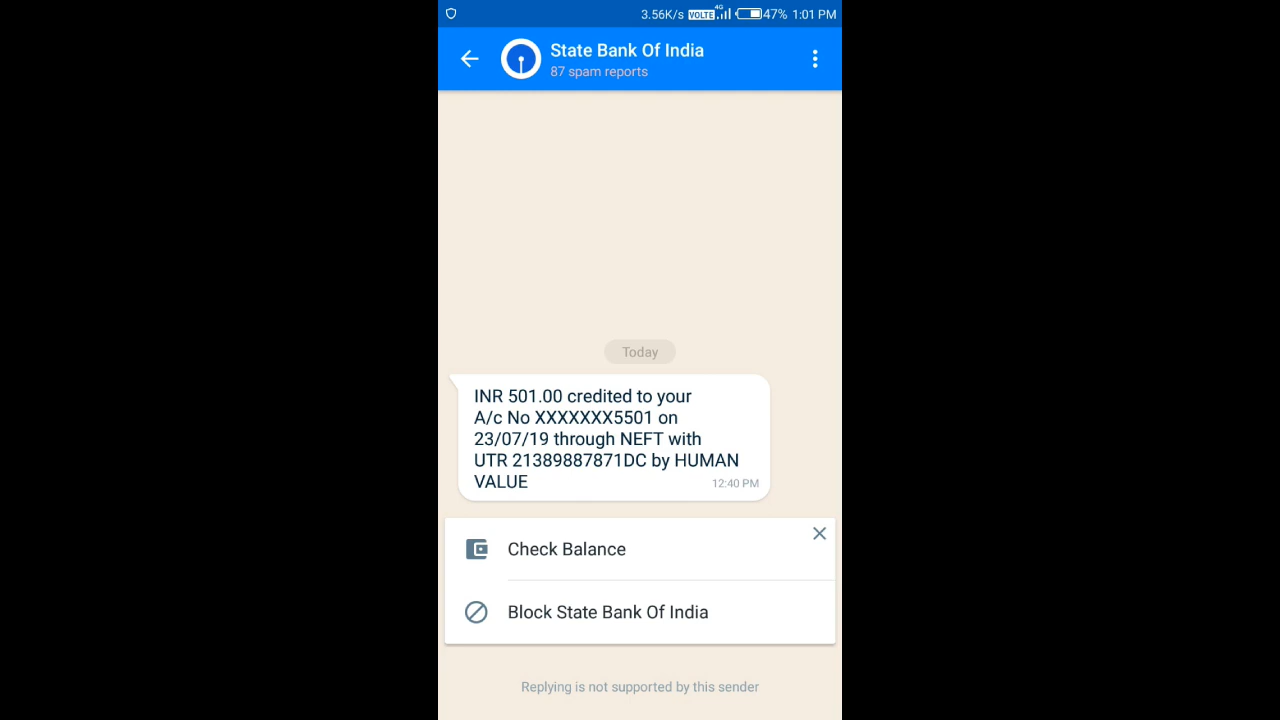 3.56K/s VOLTE 4G 47% 1:01 PM
State Bank Of India
87 spam reports
Today
INR 501.00 credited to your
A/c No XXXXXXX5501 on
23/07/19 through NEFT with
UTR 21389887871DC by HUMAN
VALUE 12:40 PM
Check Balance
Block State Bank Of India
Replying is not supported by this sender